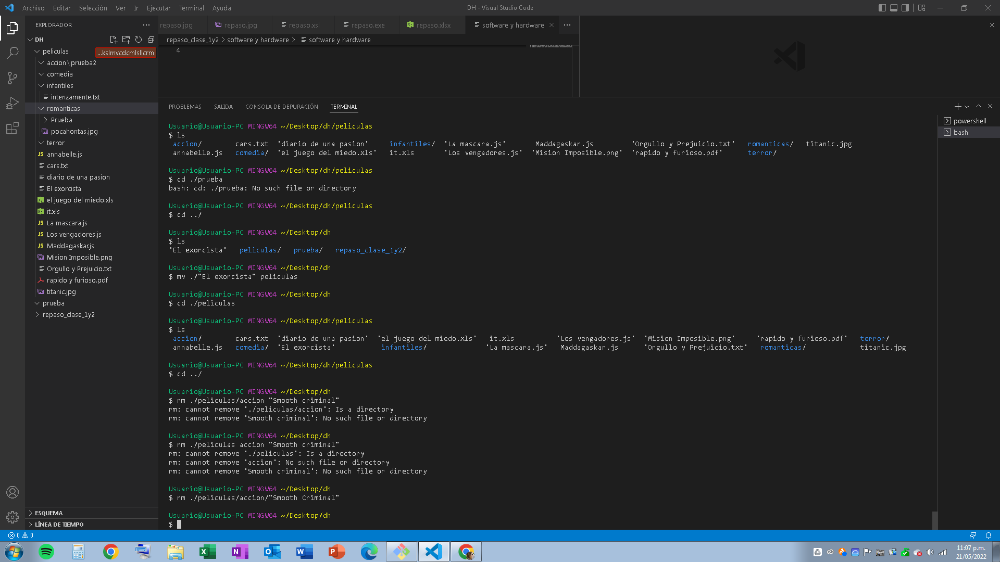 Archivo Editar Selección Ver Ir Ejecutar Terminal Ayuda
DH - Visual Studio Code
EXPLORADOR
repaso.jpg repaso.jpg repaso.xsl repaso.exe repaso.xlsx software y hardware
DH
repaso_clase_1y2 software y hardware software y hardware
4
peliculas
...kslmvcdcmlsllcrm
accion\prueba2
comedia
infantiles
intenzamente.txt
romanticas
Prueba
pocahontas.jpg
terror
annabelle.js
cars.txt
diario de una pasion
El exorcista
el juego del miedo.xls
it.xls
La mascara.js
Los vengadores.js
Maddagaskar.js
Mision Imposible.png
Orgullo y Prejuicio.txt
rapido y furioso.pdf
titanic.jpg
prueba
repaso_clase_1y2
ESQUEMA
LÍNEA DE TIEMPO
PROBLEMAS SALIDA CONSOLA DE DEPURACIÓN TERMINAL
powershell
bash
Usuario@Usuario-PC MINGW64 ~/Desktop/dh/peliculas
$ ls
accion/ cars.txt 'diario de una pasion' infantiles/ 'La mascara.js' Maddagaskar.js 'Orgullo y Prejuicio.txt' romanticas/ titanic.jpg
annabelle.js comedia/ 'el juego del miedo.xls' it.xls 'Los vengadores.js' 'Mision Imposible.png' 'rapido y furioso.pdf' terror/
Usuario@Usuario-PC MINGW64 ~/Desktop/dh/peliculas
$ cd ./prueba
bash: cd: ./prueba: No such file or directory
Usuario@Usuario-PC MINGW64 ~/Desktop/dh/peliculas
$ cd ../
Usuario@Usuario-PC MINGW64 ~/Desktop/dh
$ ls
'El exorcista' peliculas/ prueba/ repaso_clase_1y2/
Usuario@Usuario-PC MINGW64 ~/Desktop/dh
$ mv ./"El exorcista" peliculas
Usuario@Usuario-PC MINGW64 ~/Desktop/dh
$ cd ./peliculas
Usuario@Usuario-PC MINGW64 ~/Desktop/dh/peliculas
$ ls
accion/ cars.txt 'diario de una pasion' 'el juego del miedo.xls' it.xls 'Los vengadores.js' 'Mision Imposible.png' 'rapido y furioso.pdf' terror/
annabelle.js comedia/ 'El exorcista' infantiles/ 'La mascara.js' Maddagaskar.js 'Orgullo y Prejuicio.txt' romanticas/ titanic.jpg
Usuario@Usuario-PC MINGW64 ~/Desktop/dh/peliculas
$ cd ../
Usuario@Usuario-PC MINGW64 ~/Desktop/dh
$ rm ./peliculas/accion "Smooth criminal"
rm: cannot remove './peliculas/accion': Is a directory
rm: cannot remove 'Smooth criminal': No such file or directory
Usuario@Usuario-PC MINGW64 ~/Desktop/dh
$ rm ./peliculas accion "Smooth criminal"
rm: cannot remove './peliculas': Is a directory
rm: cannot remove 'accion': No such file or directory
rm: cannot remove 'Smooth criminal': No such file or directory
Usuario@Usuario-PC MINGW64 ~/Desktop/dh
$ rm ./peliculas/accion/"Smooth Criminal"
Usuario@Usuario-PC MINGW64 ~/Desktop/dh
$
0 0
11:07 p.m.
21/05/2022